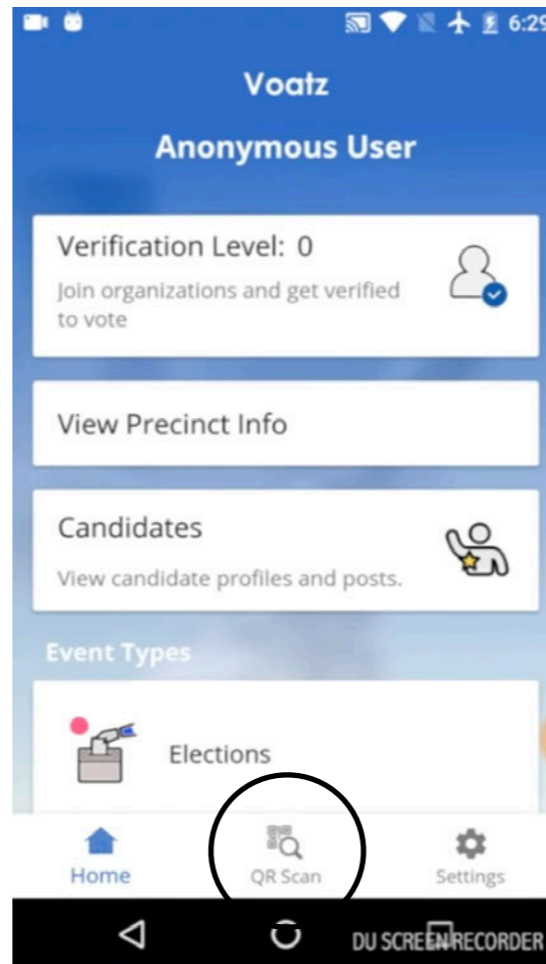 6:29
Voatz
Anonymous User
Verification Level: 0
Join organizations and get verified
to vote
View Precinct Info
Candidates
View candidate profiles and posts.
Event Types
Elections
Home
QR Scan
Settings
DU SCREEN RECORDER